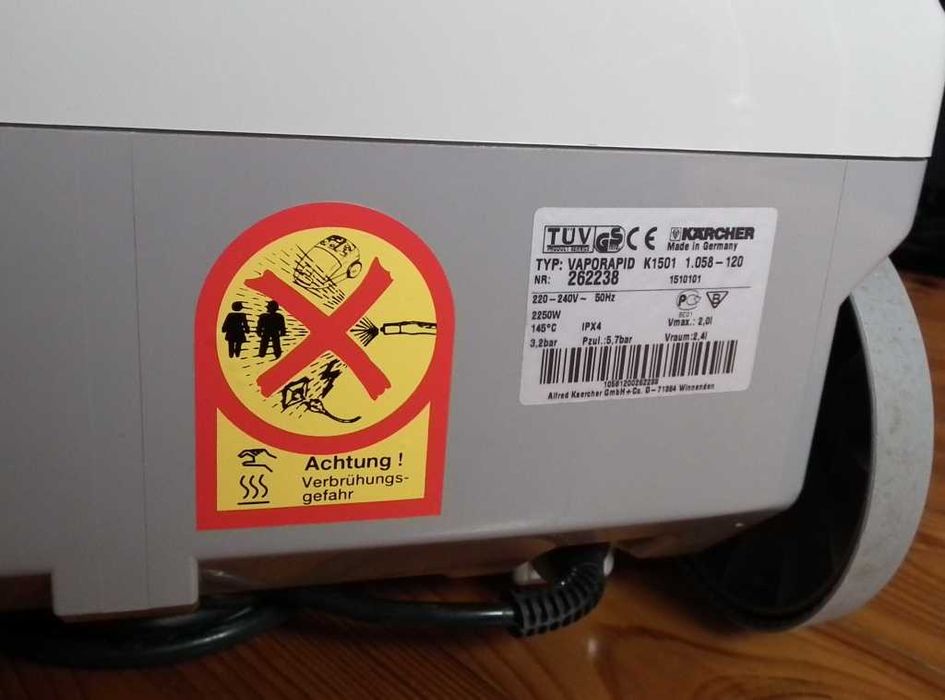 Achtung !
Verbrühungs-
gefahr
TÜV GS CE KÄRCHER
Made in Germany
TYP: VAPORAPID K1501 1.058-120
NR: 262238 1510101
220-240V~ 50Hz
2250W BC01
145°C IPX4 Vmax.: 2,0l
3,2bar Pzul.:5,7bar Vraum:2,4l
Alfred Kaercher GmbH+Co. D-71364 Winnenden